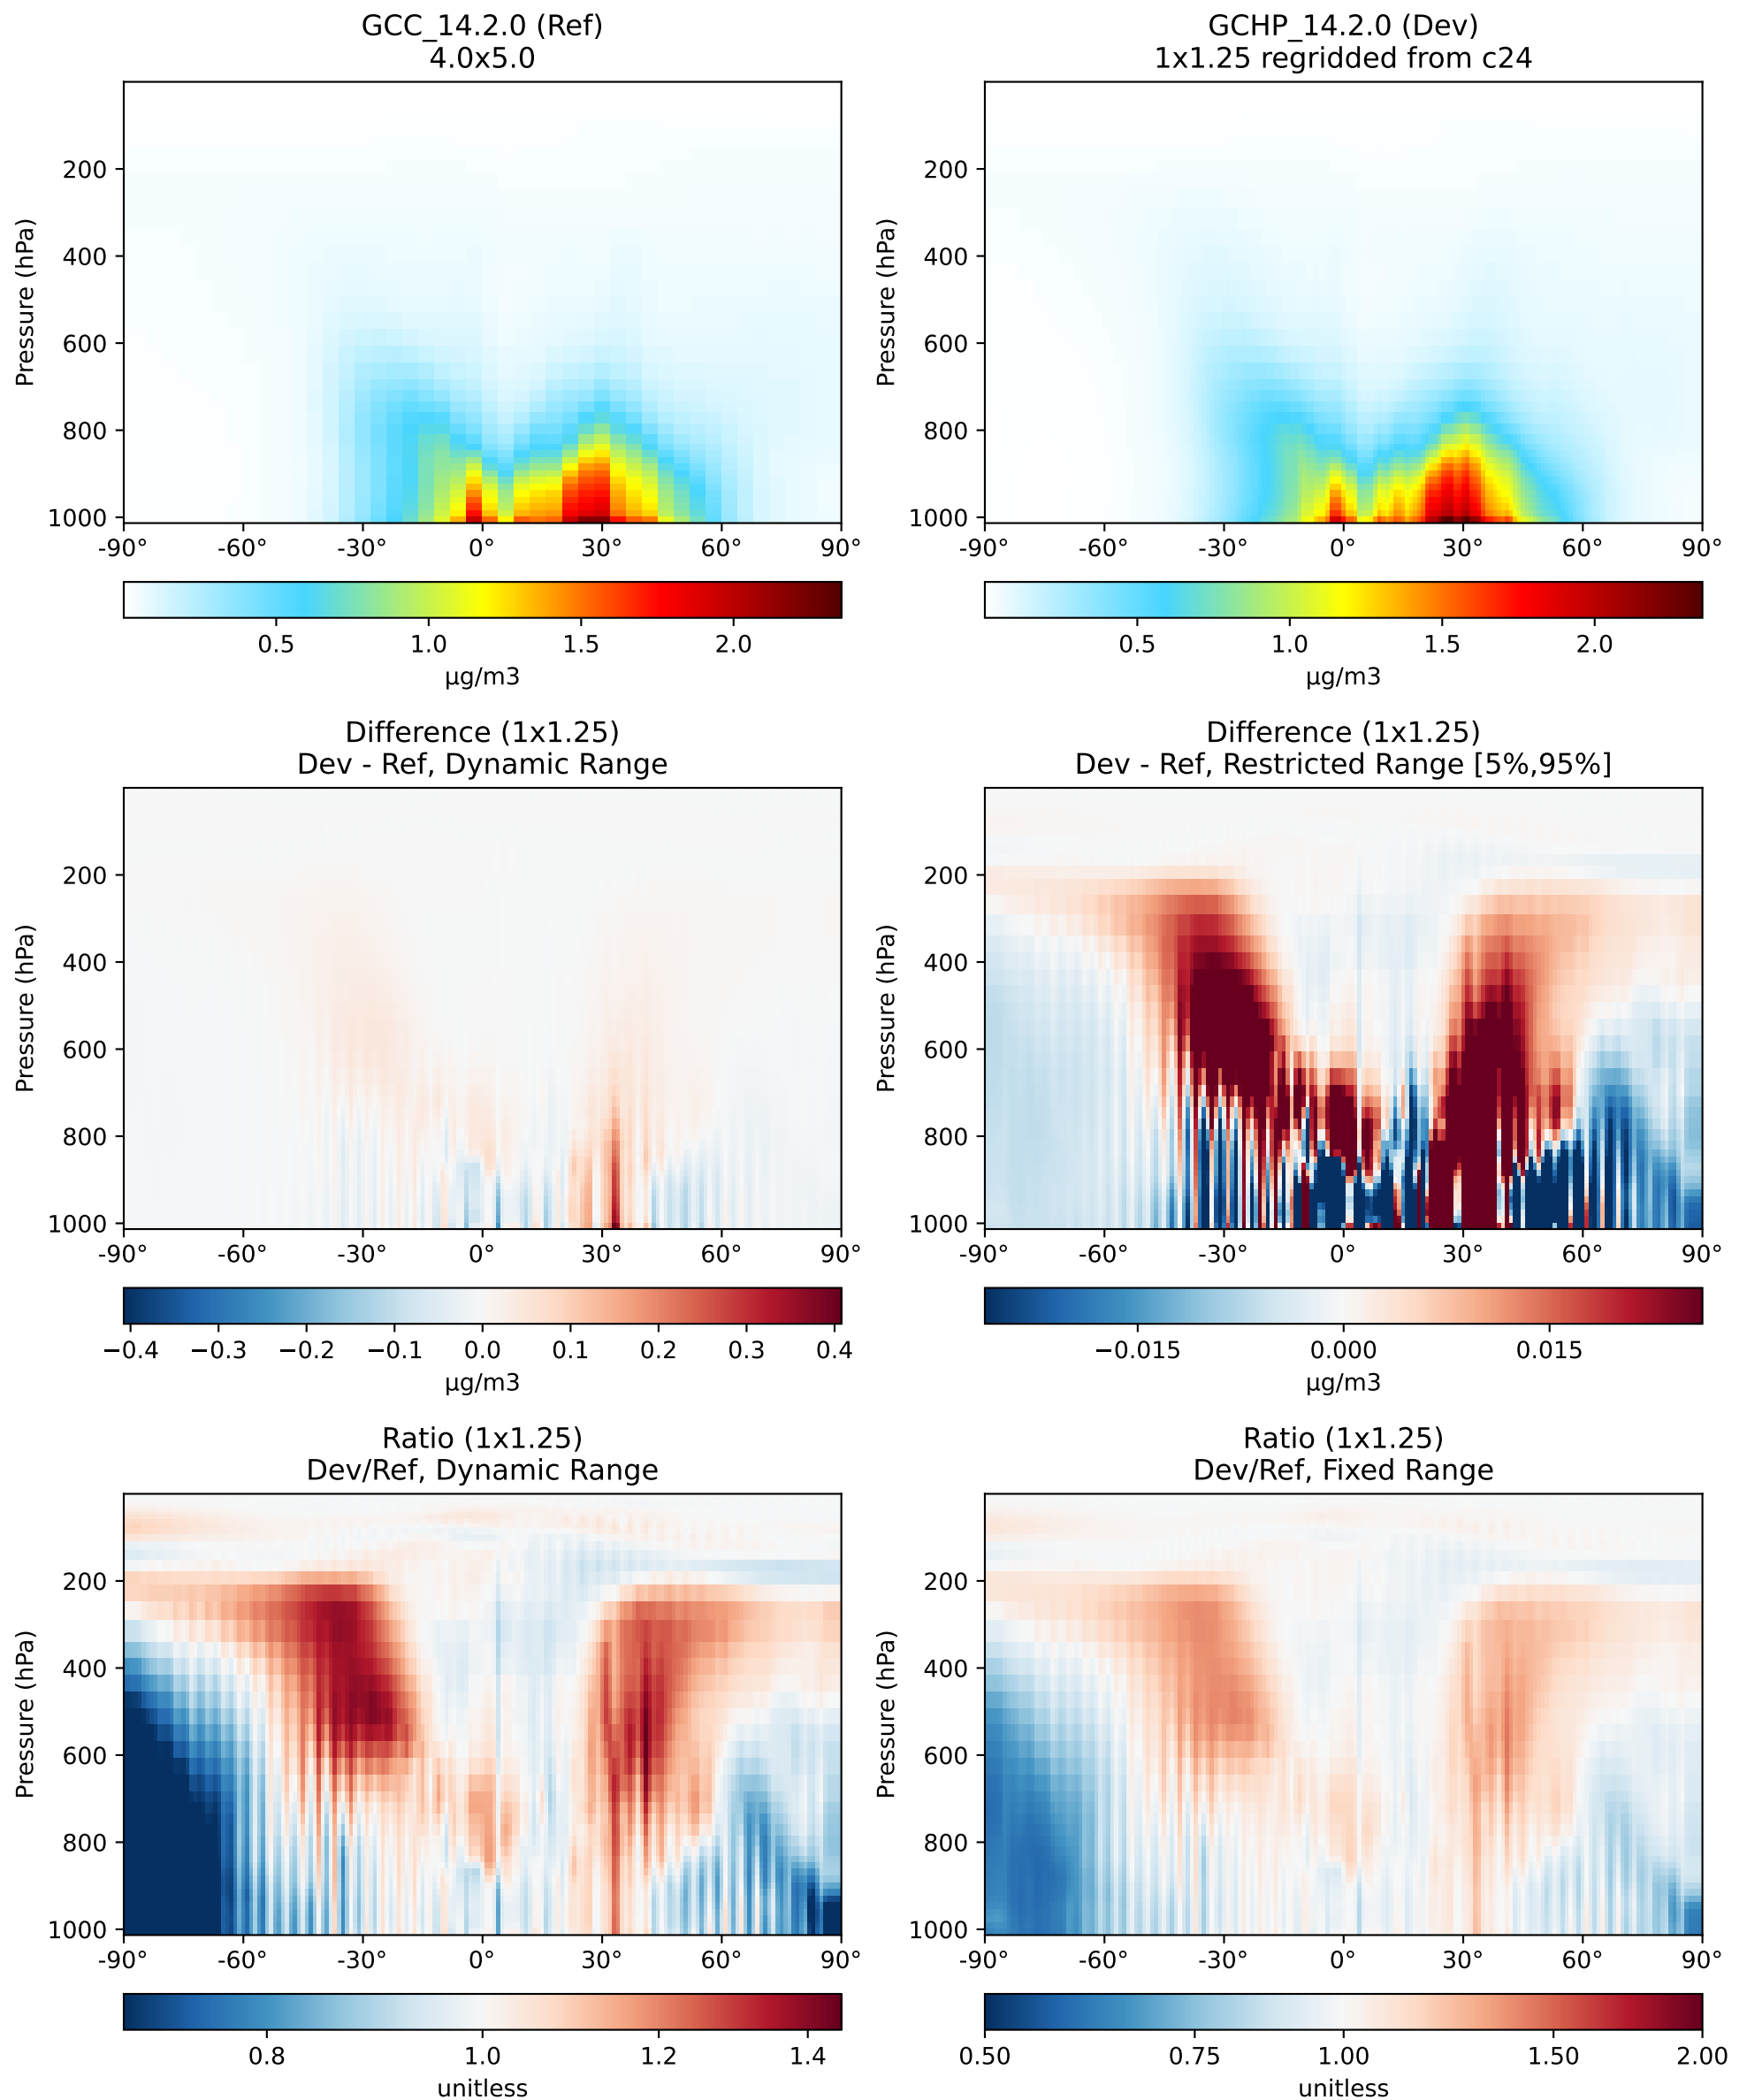 GCC_14.2.0 (Ref)
4.0x5.0
Pressure (hPa)
200
400
600
800
1000
-90° -60° -30° 0° 30° 60° 90°
0.5 1.0 1.5 2.0
µg/m3
GCHP_14.2.0 (Dev)
1x1.25 regridded from c24
Pressure (hPa)
200
400
600
800
1000
-90° -60° -30° 0° 30° 60° 90°
0.5 1.0 1.5 2.0
µg/m3
Difference (1x1.25)
Dev - Ref, Dynamic Range
Pressure (hPa)
200
400
600
800
1000
-90° -60° -30° 0° 30° 60° 90°
−0.4 −0.3 −0.2 −0.1 0.0 0.1 0.2 0.3 0.4
µg/m3
Difference (1x1.25)
Dev - Ref, Restricted Range [5%,95%]
Pressure (hPa)
200
400
600
800
1000
-90° -60° -30° 0° 30° 60° 90°
−0.015 0.000 0.015
µg/m3
Ratio (1x1.25)
Dev/Ref, Dynamic Range
Pressure (hPa)
200
400
600
800
1000
-90° -60° -30° 0° 30° 60° 90°
0.8 1.0 1.2 1.4
unitless
Ratio (1x1.25)
Dev/Ref, Fixed Range
Pressure (hPa)
200
400
600
800
1000
-90° -60° -30° 0° 30° 60° 90°
0.50 0.75 1.00 1.50 2.00
unitless